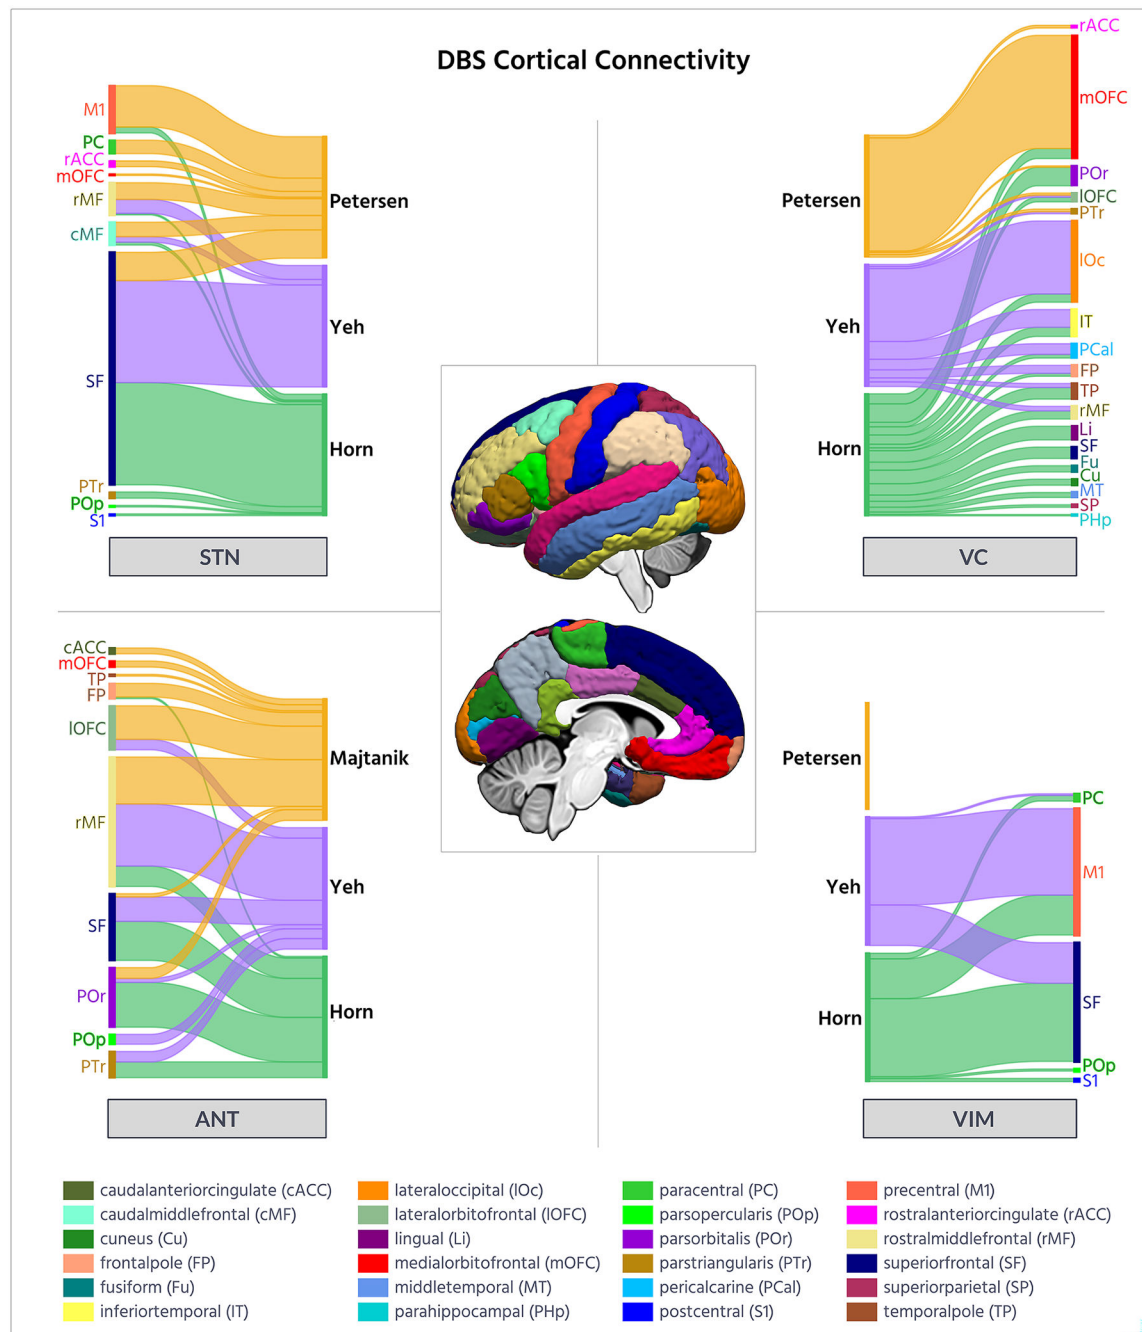 DBS Cortical Connectivity
M1
PC
rACC
mOFC
rMF
cMF
SF
PTr
POp
S1
Petersen
Yeh
Horn
STN
Petersen
Yeh
Horn
rACC
mOFC
POr
lOFC
PTr
lOc
IT
PCal
FP
TP
rMF
Li
SF
Fu
Cu
MT
SP
PHp
VC
cACC
mOFC
TP
FP
lOFC
rMF
SF
POr
POp
PTr
Majtanik
Yeh
Horn
ANT
Petersen
Yeh
Horn
PC
M1
SF
POp
S1
VIM
caudalanteriorcingulate (cACC)
caudalmiddlefrontal (cMF)
cuneus (Cu)
frontalpole (FP)
fusiform (Fu)
inferiortemporal (IT)
lateraloccipital (lOc)
lateralorbitofrontal (lOFC)
lingual (Li)
medialorbitofrontal (mOFC)
middletemporal (MT)
parahippocampal (PHp)
paracentral (PC)
parsopercularis (POp)
parsorbitalis (POr)
parstriangularis (PTr)
pericalcarine (PCal)
postcentral (S1)
precentral (M1)
rostralanteriorcingulate (rACC)
rostralmiddlefrontal (rMF)
superiorfrontal (SF)
superiorparietal (SP)
temporalpole (TP)